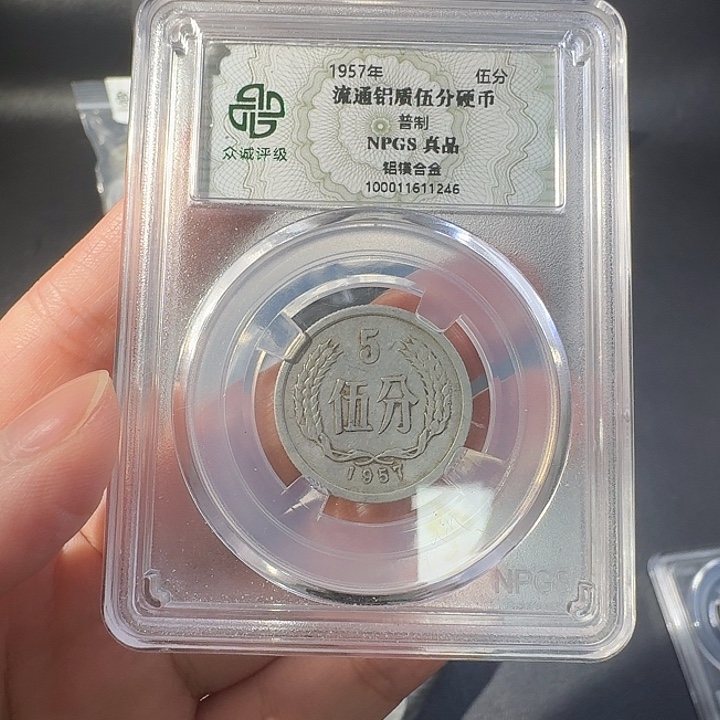 1957年 伍分
流通铝质伍分硬币
普制
NPGS 真品
铝镁合金
100011611246
众诚评级
5
伍分
1957
NPGS